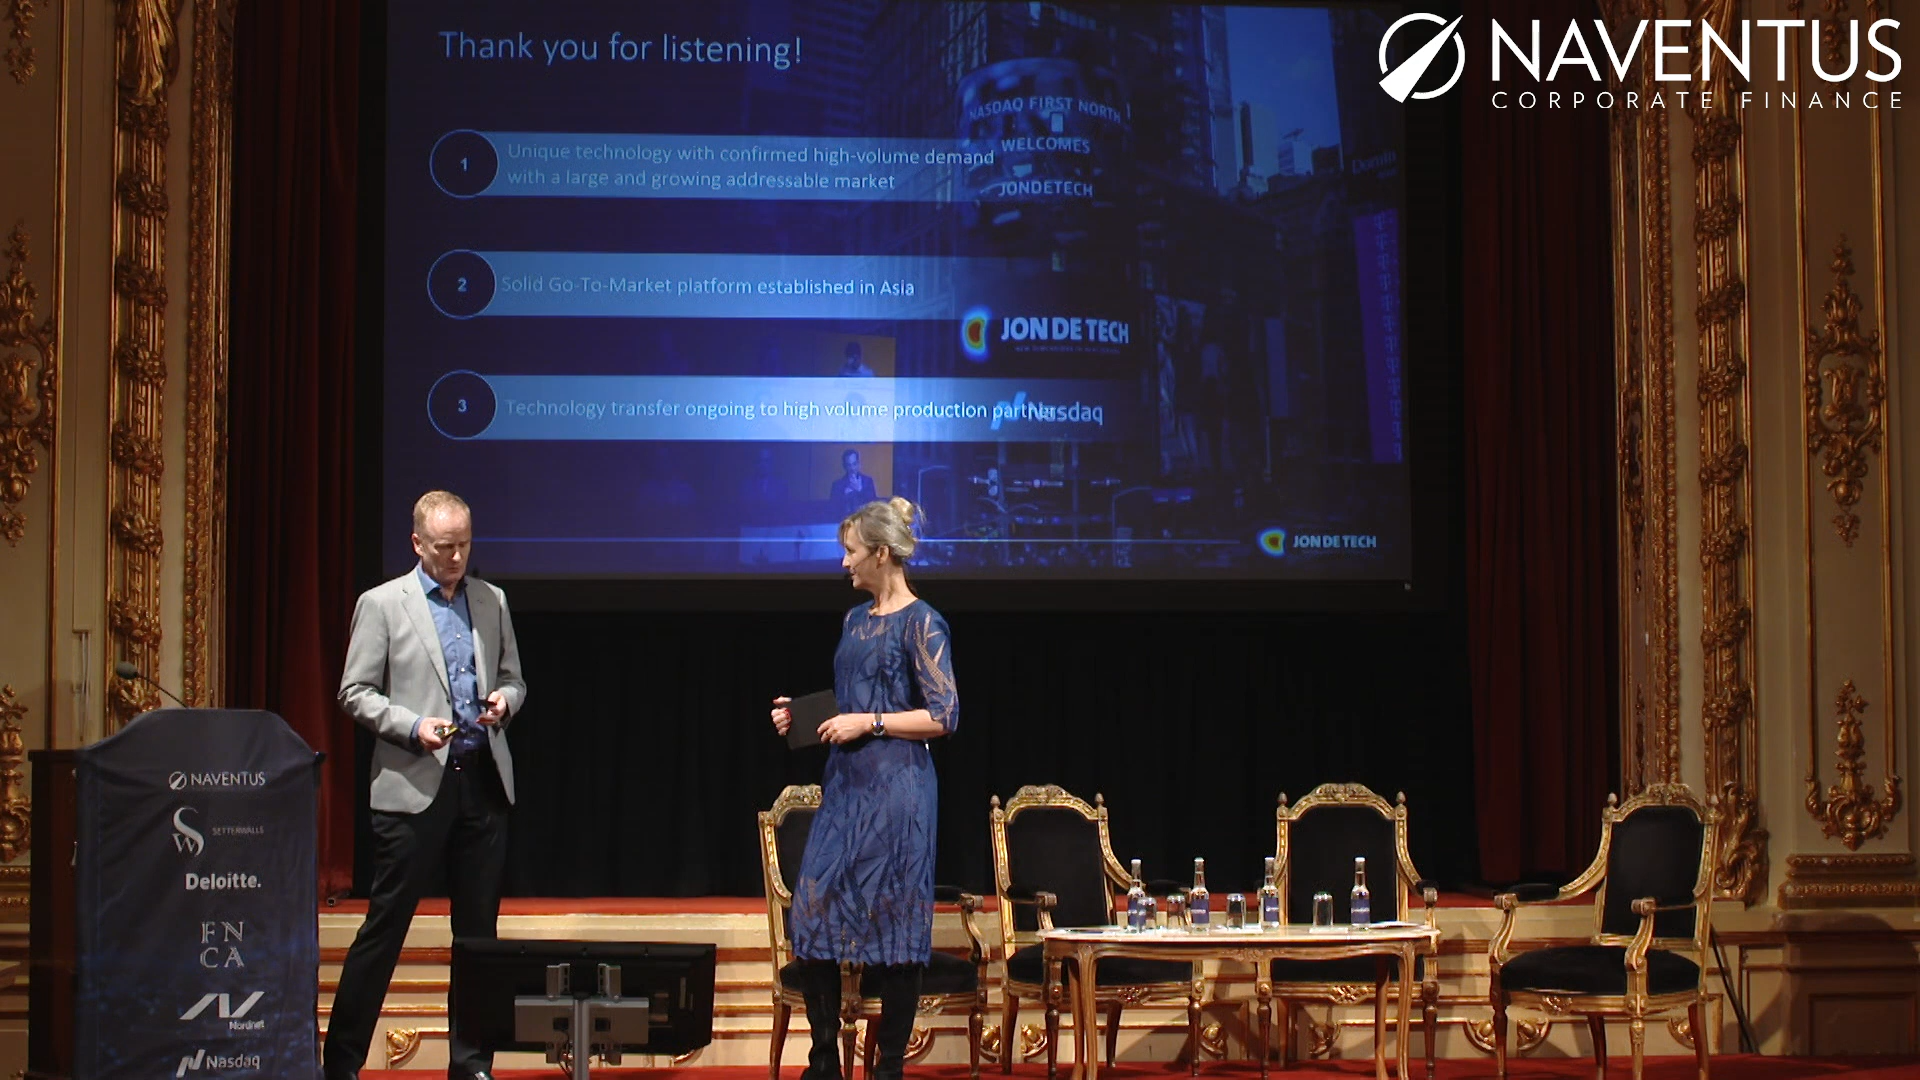 Thank you for listening!
NAVENTUS
CORPORATE FINANCE
NASDAQ FIRST NORTH
WELCOMES
JONDETECH
1
Unique technology with confirmed high-volume demand
with a large and growing addressable market
2
Solid Go-To-Market platform established in Asia
JONDETECH
3
Technology transfer ongoing to high volume production partner
Nasdaq
JONDETECH
NAVENTUS
SW
SETTERWALLS
Deloitte.
FN
CA
Nordnet
Nasdaq